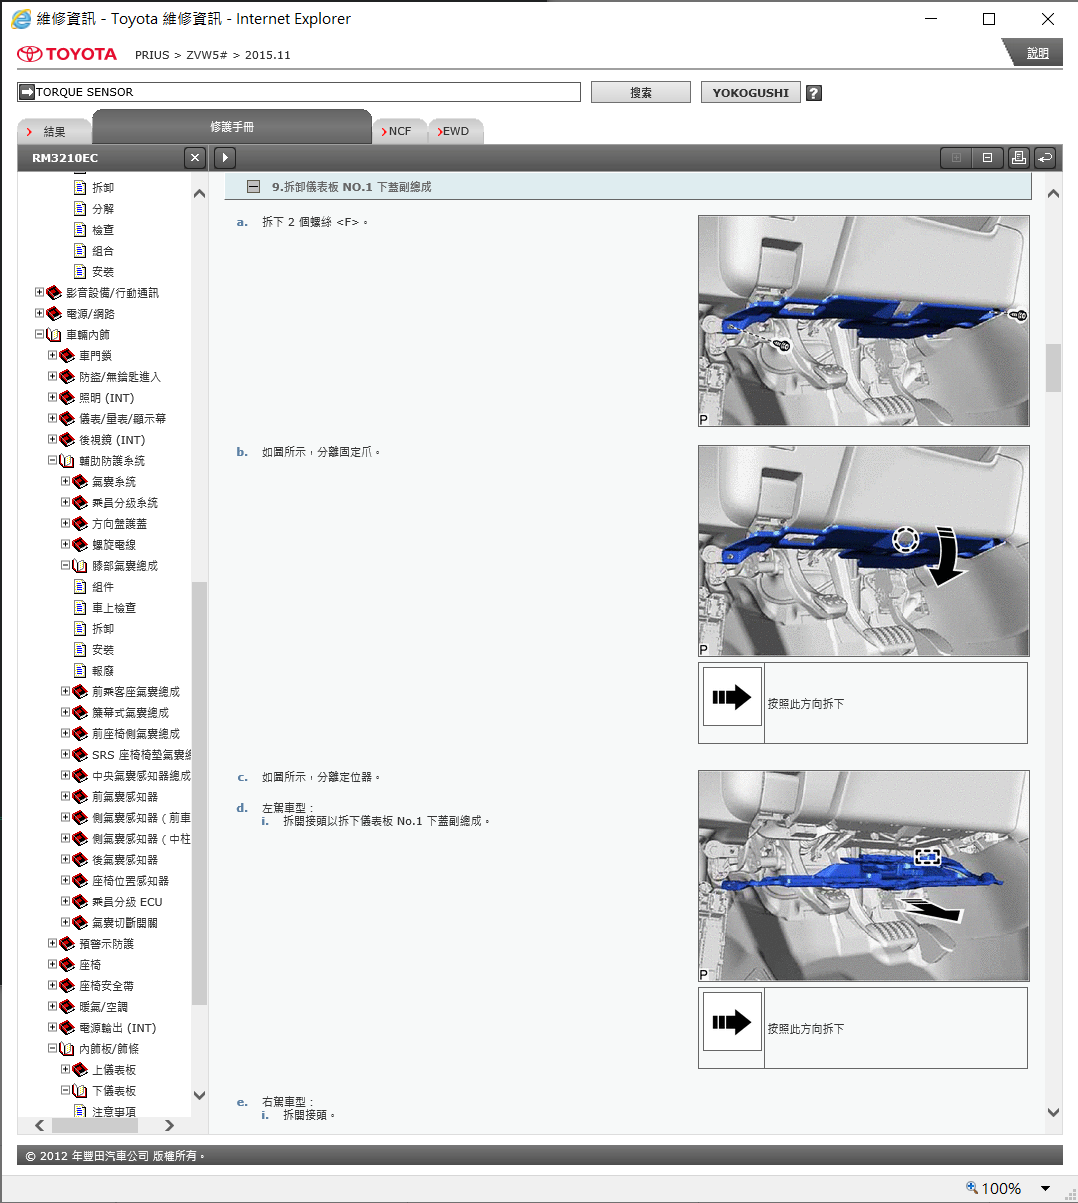 維修資訊 - Toyota 維修資訊 - Internet Explorer
TOYOTA
PRIUS > ZVW5# > 2015.11
說明
TORQUE SENSOR
搜索
YOKOGUSHI
?
結果
修護手冊
NCF
EWD
RM3210EC
拆卸
分解
檢查
組合
安裝
影音設備/行動通訊
電源/網路
車輛內飾
車門鎖
防盜/無鑰匙進入
照明 (INT)
儀表/量表/顯示幕
後視鏡 (INT)
輔助防護系統
氣囊系統
乘員分級系統
方向盤護蓋
螺旋電線
膝部氣囊總成
組件
車上檢查
拆卸
安裝
報廢
前乘客座氣囊總成
簾幕式氣囊總成
前座椅側氣囊總成
SRS 座椅椅墊氣囊總
中央氣囊感知器總成
前氣囊感知器
側氣囊感知器 ( 前車
側氣囊感知器 ( 中柱
後氣囊感知器
座椅位置感知器
乘員分級 ECU
氣囊切斷開關
預警示防護
座椅
座椅安全帶
暖氣/空調
電源輸出 (INT)
內飾板/飾條
上儀表板
下儀表板
注意事項
9.拆卸儀表板 NO.1 下蓋副總成
a. 拆下 2 個螺絲 <F>。
P
b. 如圖所示，分離固定爪。
P
按照此方向拆下
c. 如圖所示，分離定位器。
d. 左駕車型：
i. 拆開接頭以拆下儀表板 No.1 下蓋副總成。
P
按照此方向拆下
e. 右駕車型：
i. 拆開接頭。
© 2012 年豐田汽車公司 版權所有。
100%